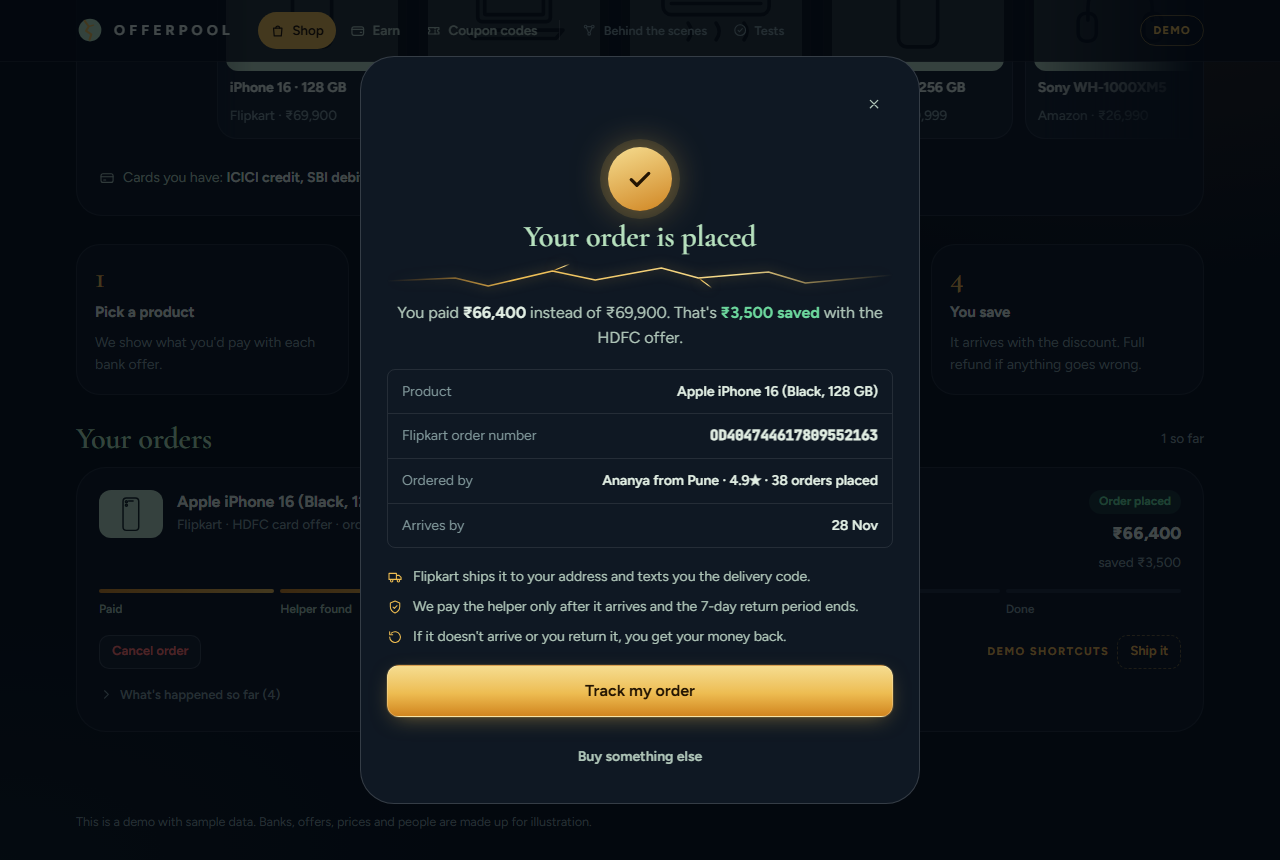 OFFERPOOL
Shop
Earn
Coupon codes
Behind the scenes
Tests
DEMO
iPhone 16 · 128 GB
Flipkart · ₹69,900
256 GB
,999
Sony WH-1000XM5
Amazon · ₹26,990
Cards you have: ICICI credit, SBI debi
1
Pick a product
We show what you'd pay with each
bank offer.
4
You save
It arrives with the discount. Full
refund if anything goes wrong.
Your orders
1 so far
Apple iPhone 16 (Black, 12
Flipkart · HDFC card offer · ord
Order placed
₹66,400
saved ₹3,500
Paid
Helper found
Done
Cancel order
DEMO SHORTCUTS
Ship it
What's happened so far (4)
This is a demo with sample data. Banks, offers, prices and people are made up for illustration.
Your order is placed
You paid ₹66,400 instead of ₹69,900. That's ₹3,500 saved with the
HDFC offer.
Product
Apple iPhone 16 (Black, 128 GB)
Flipkart order number
OD404744617809552163
Ordered by
Ananya from Pune · 4.9★ · 38 orders placed
Arrives by
28 Nov
Flipkart ships it to your address and texts you the delivery code.
We pay the helper only after it arrives and the 7-day return period ends.
If it doesn't arrive or you return it, you get your money back.
Track my order
Buy something else